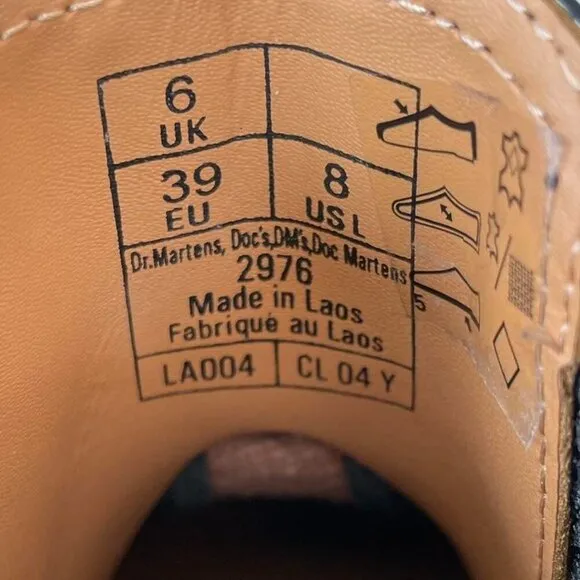 6
UK
39
EU
8
US L
Dr.Martens, Doc's,DM's,Doc Martens
2976
Made in Laos
Fabriqué au Laos
LA004
CL 04 Y
5